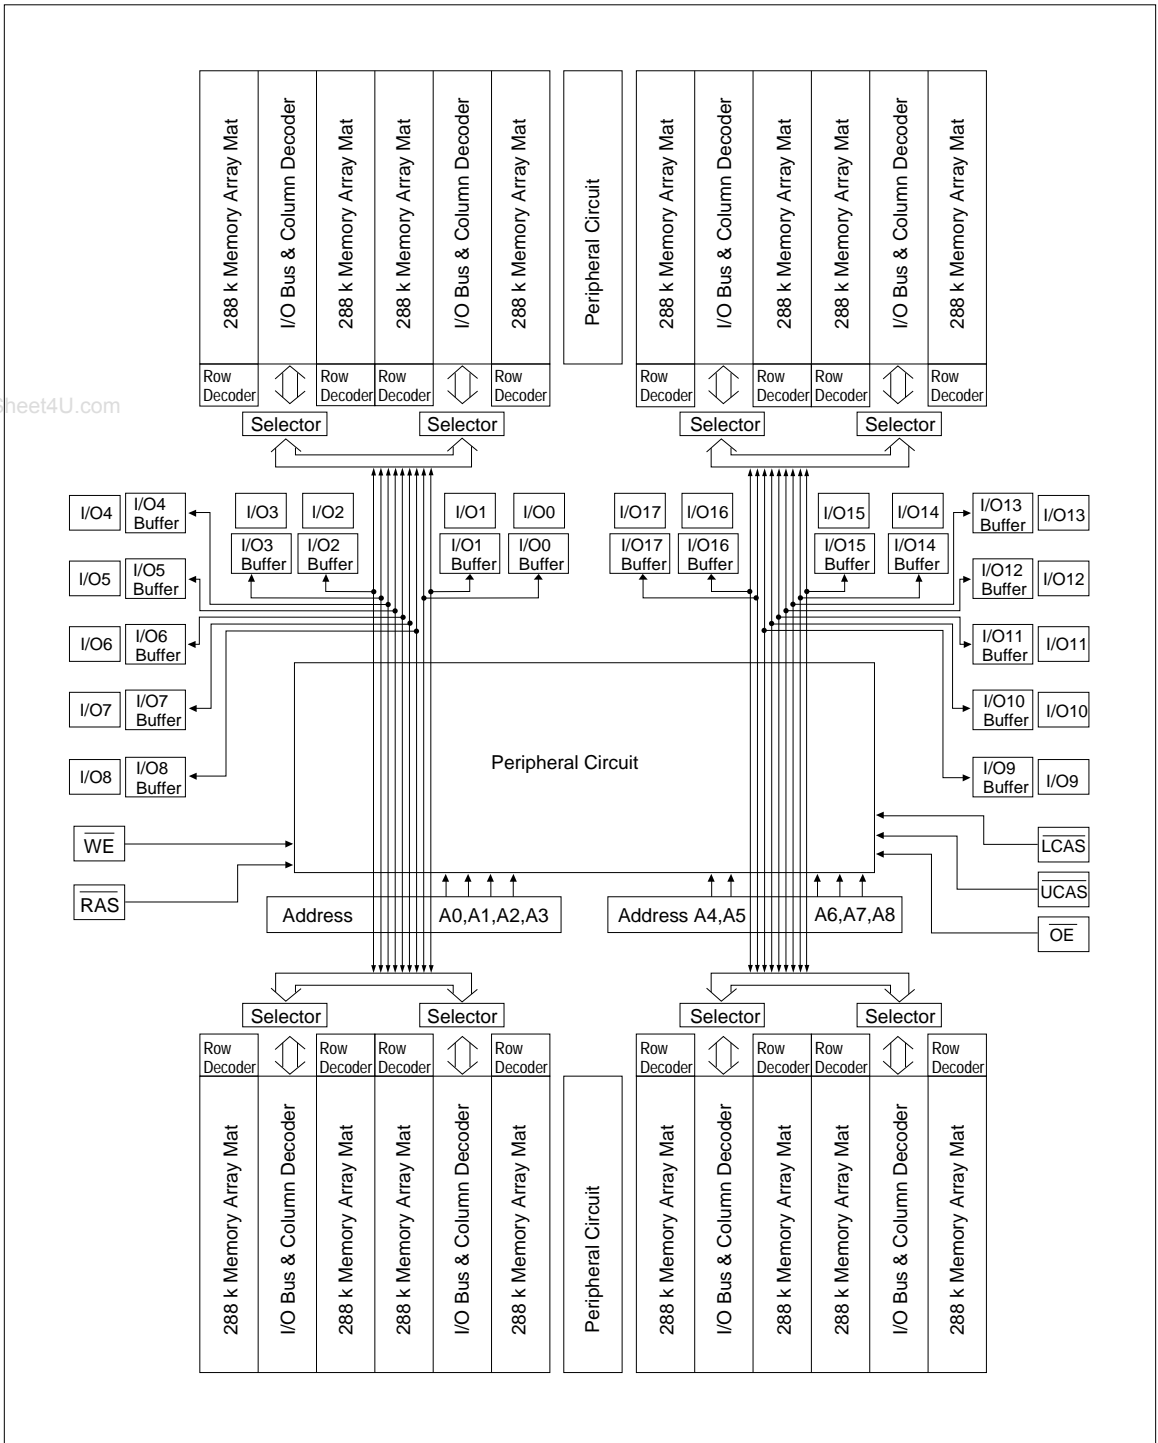 288 k Memory Array Mat
I/O Bus & Column Decoder
288 k Memory Array Mat
288 k Memory Array Mat
I/O Bus & Column Decoder
288 k Memory Array Mat
Peripheral Circuit
288 k Memory Array Mat
I/O Bus & Column Decoder
288 k Memory Array Mat
288 k Memory Array Mat
I/O Bus & Column Decoder
288 k Memory Array Mat
Row
Decoder
Row
Decoder
Row
Decoder
Row
Decoder
Row
Decoder
Row
Decoder
Row
Decoder
Row
Decoder
heet4U.com
Selector
Selector
Selector
Selector
I/O4
I/O4
Buffer
I/O3
I/O2
I/O1
I/O0
I/O17
I/O16
I/O15
I/O14
I/O13
Buffer
I/O13
I/O3
Buffer
I/O2
Buffer
I/O1
Buffer
I/O0
Buffer
I/O17
Buffer
I/O16
Buffer
I/O15
Buffer
I/O14
Buffer
I/O5
I/O5
Buffer
I/O12
Buffer
I/O12
I/O6
I/O6
Buffer
I/O11
Buffer
I/O11
I/O7
I/O7
Buffer
I/O10
Buffer
I/O10
Peripheral Circuit
I/O8
I/O8
Buffer
I/O9
Buffer
I/O9
WE
LCAS
RAS
UCAS
Address A0,A1,A2,A3
Address A4,A5 A6,A7,A8
OE
Selector
Selector
Selector
Selector
Row
Decoder
Row
Decoder
Row
Decoder
Row
Decoder
Row
Decoder
Row
Decoder
Row
Decoder
Row
Decoder
288 k Memory Array Mat
I/O Bus & Column Decoder
288 k Memory Array Mat
288 k Memory Array Mat
I/O Bus & Column Decoder
288 k Memory Array Mat
Peripheral Circuit
288 k Memory Array Mat
I/O Bus & Column Decoder
288 k Memory Array Mat
288 k Memory Array Mat
I/O Bus & Column Decoder
288 k Memory Array Mat